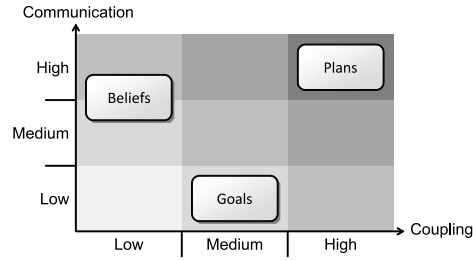 Communication
High
Plans
Beliefs
Medium
Low
Goals
Coupling
Low Medium High